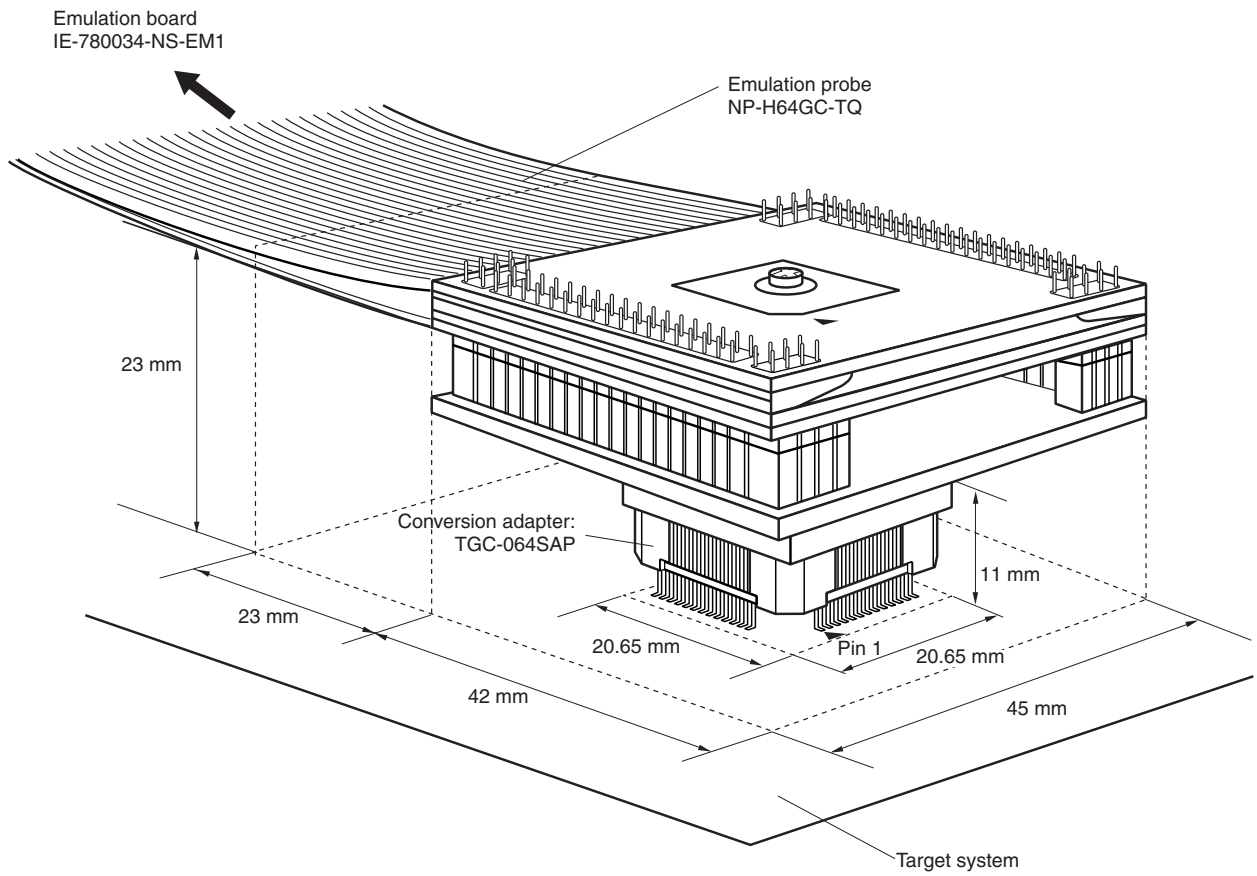 Emulation board
IE-780034-NS-EM1
Emulation probe
NP-H64GC-TQ
23 mm
Conversion adapter:
TGC-064SAP
11 mm
23 mm
20.65 mm
Pin 1
20.65 mm
42 mm
45 mm
Target system